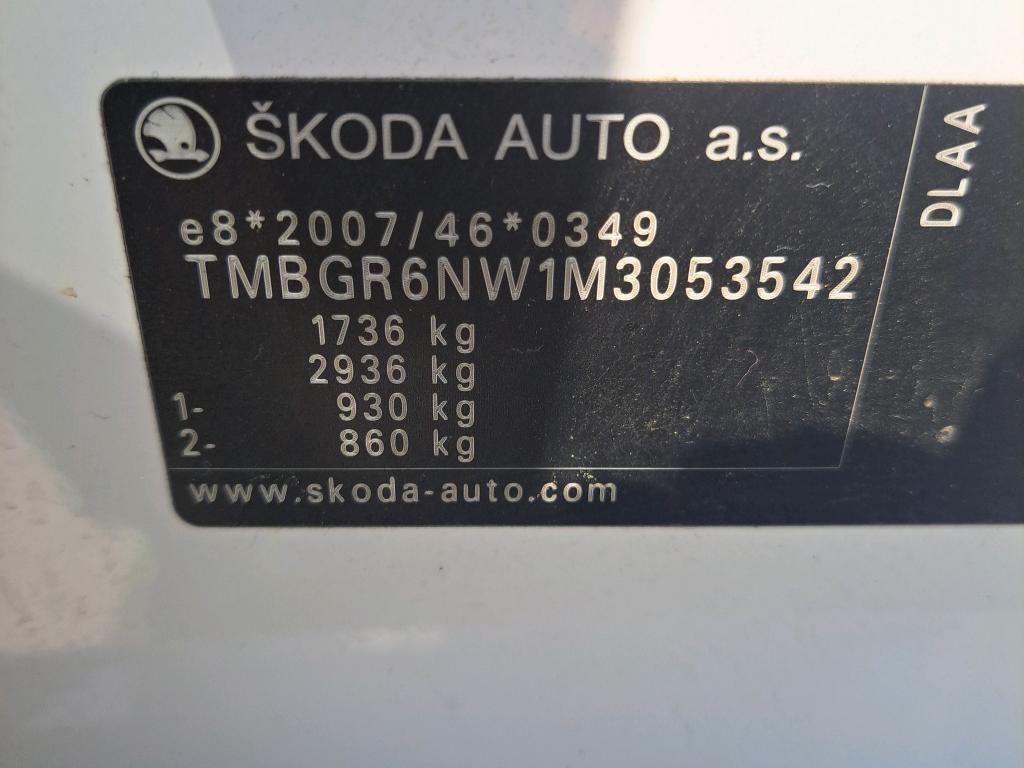 ŠKODA AUTO a.s.
DLAA
e8*2007/46*0349
TMBGR6NW1M3053542
1736 kg
2936 kg
1- 930 kg
2- 860 kg
www.skoda-auto.com